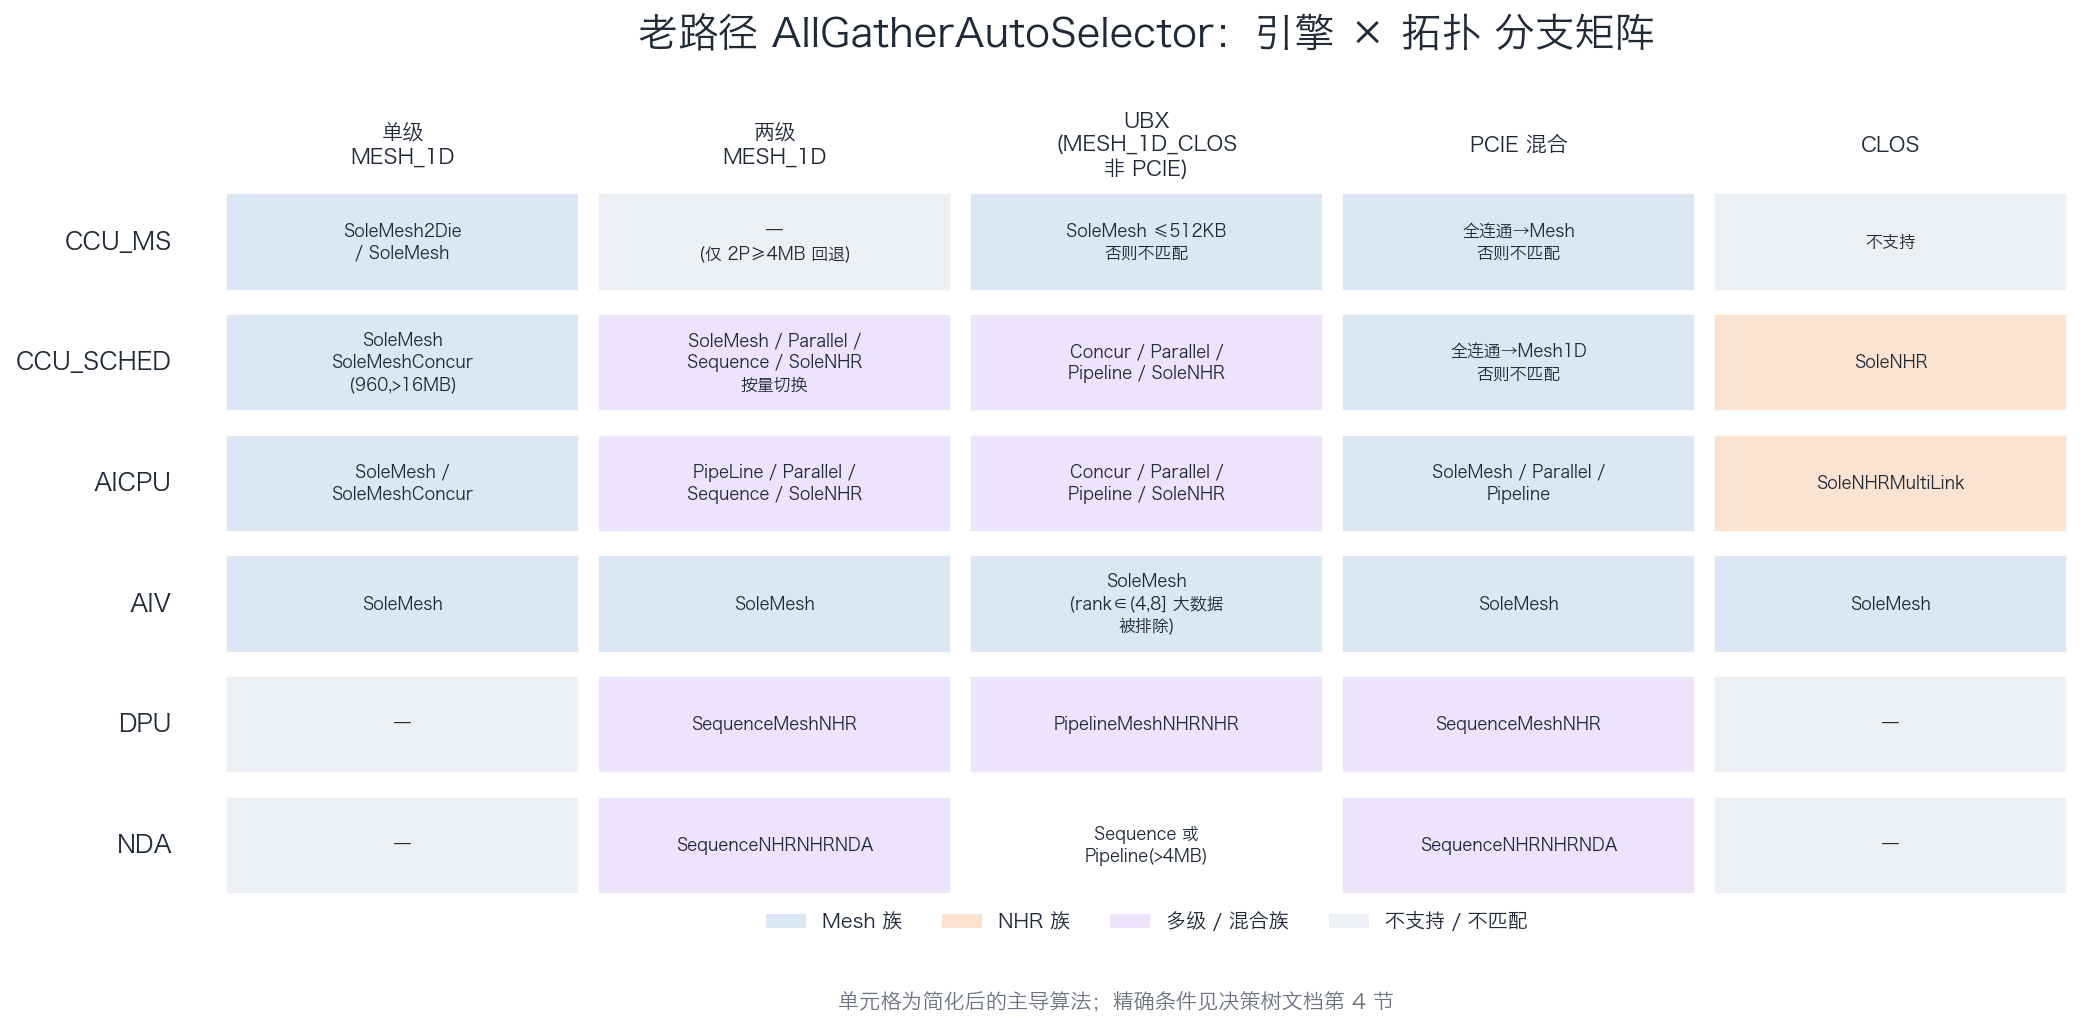 老路径 AllGatherAutoSelector：引擎 × 拓扑 分支矩阵
单级
MESH_1D
两级
MESH_1D
UBX
(MESH_1D_CLOS
非 PCIE)
PCIE 混合
CLOS
CCU_MS
SoleMesh2Die
/ SoleMesh
—
(仅 2P≥4MB 回退)
SoleMesh ≤512KB
否则不匹配
全连通→Mesh
否则不匹配
不支持
CCU_SCHED
SoleMesh
SoleMeshConcur
(960,>16MB)
SoleMesh / Parallel /
Sequence / SoleNHR
按量切换
Concur / Parallel /
Pipeline / SoleNHR
全连通→Mesh1D
否则不匹配
SoleNHR
AICPU
SoleMesh /
SoleMeshConcur
PipeLine / Parallel /
Sequence / SoleNHR
Concur / Parallel /
Pipeline / SoleNHR
SoleMesh / Parallel /
Pipeline
SoleNHRMultiLink
AIV
SoleMesh
SoleMesh
SoleMesh
(rank∈(4,8] 大数据
被排除)
SoleMesh
SoleMesh
DPU
—
SequenceMeshNHR
PipelineMeshNHRNHR
SequenceMeshNHR
—
NDA
—
SequenceNHRNHRNDA
Sequence 或
Pipeline(>4MB)
SequenceNHRNHRNDA
—
Mesh 族
NHR 族
多级 / 混合族
不支持 / 不匹配
单元格为简化后的主导算法；精确条件见决策树文档第 4 节